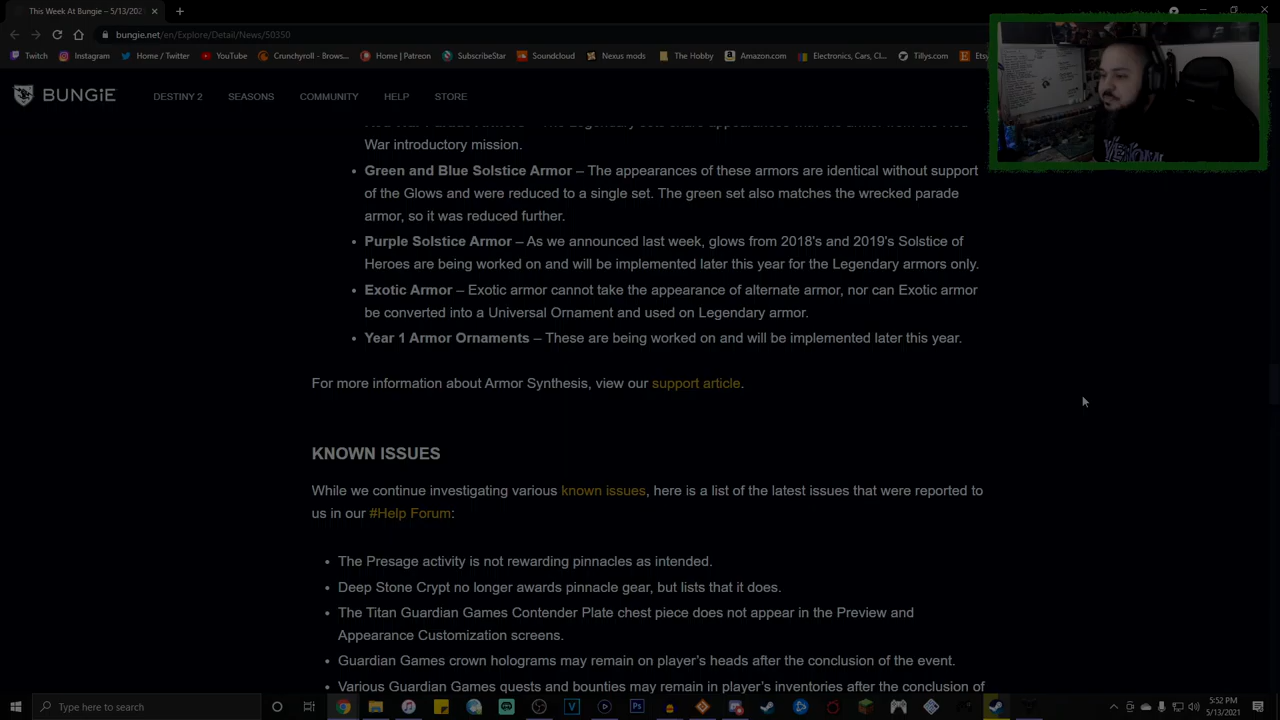 This Week At Bungie – 5/13/202
bungie.net/en/Explore/Detail/News/50350
Twitch Instagram Home / Twitter YouTube Crunchyroll - Brows... Home | Patreon SubscribeStar Soundcloud Nexus mods The Hobby Amazon.com Electronics, Cars, Cl... Tillys.com Ets
BUNGiE DESTINY 2 SEASONS COMMUNITY HELP STORE
War introductory mission.
• Green and Blue Solstice Armor – The appearances of these armors are identical without support
of the Glows and were reduced to a single set. The green set also matches the wrecked parade
armor, so it was reduced further.
• Purple Solstice Armor – As we announced last week, glows from 2018's and 2019's Solstice of
Heroes are being worked on and will be implemented later this year for the Legendary armors only.
• Exotic Armor – Exotic armor cannot take the appearance of alternate armor, nor can Exotic armor
be converted into a Universal Ornament and used on Legendary armor.
• Year 1 Armor Ornaments – These are being worked on and will be implemented later this year.
For more information about Armor Synthesis, view our support article.
KNOWN ISSUES
While we continue investigating various known issues, here is a list of the latest issues that were reported to
us in our #Help Forum:
• The Presage activity is not rewarding pinnacles as intended.
• Deep Stone Crypt no longer awards pinnacle gear, but lists that it does.
• The Titan Guardian Games Contender Plate chest piece does not appear in the Preview and
Appearance Customization screens.
• Guardian Games crown holograms may remain on player's heads after the conclusion of the event.
• Various Guardian Games quests and bounties may remain in player's inventories after the conclusion of
VENOM
Type here to search
5:52 PM
5/13/2021